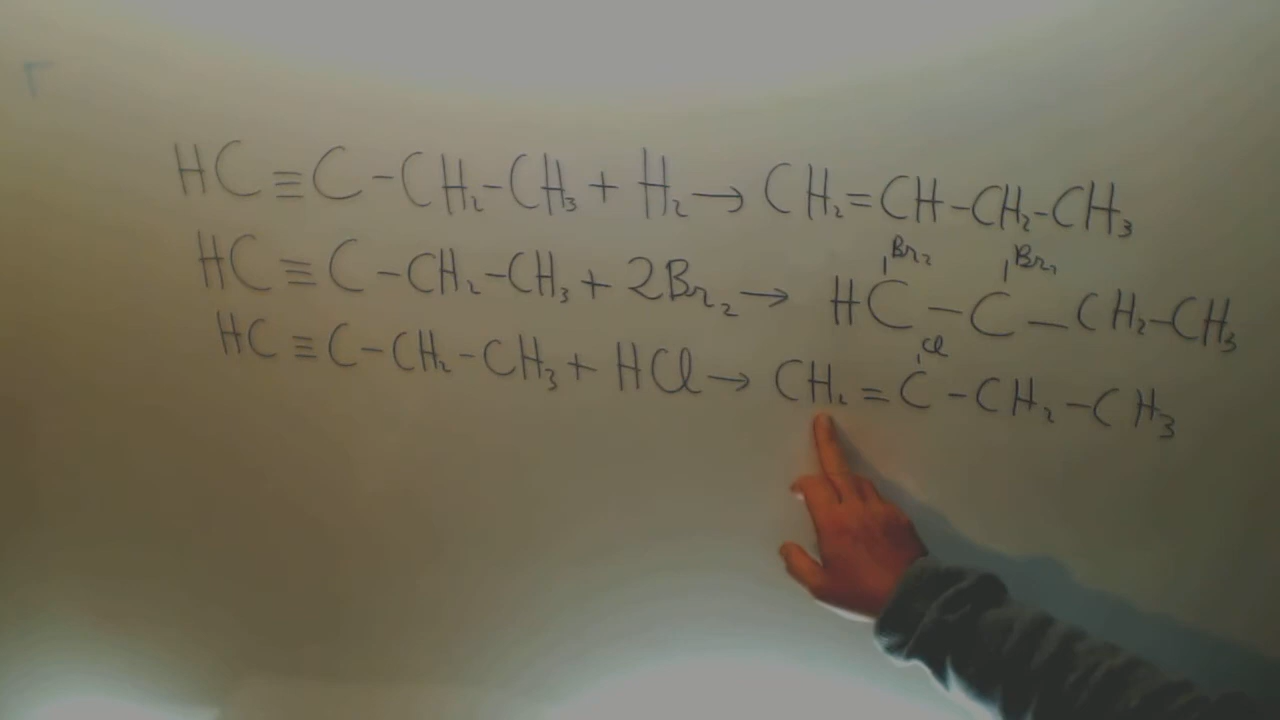 HC≡C-CH₂-CH₃+H₂→CH₂=CH-CH₂-CH₃
Br₂ Br₂
HC≡C-CH₂-CH₃+2Br₂→HC-C-CH₂-CH₃
Cl
HC≡C-CH₂-CH₃+HCl→CH₂=C-CH₂-CH₃